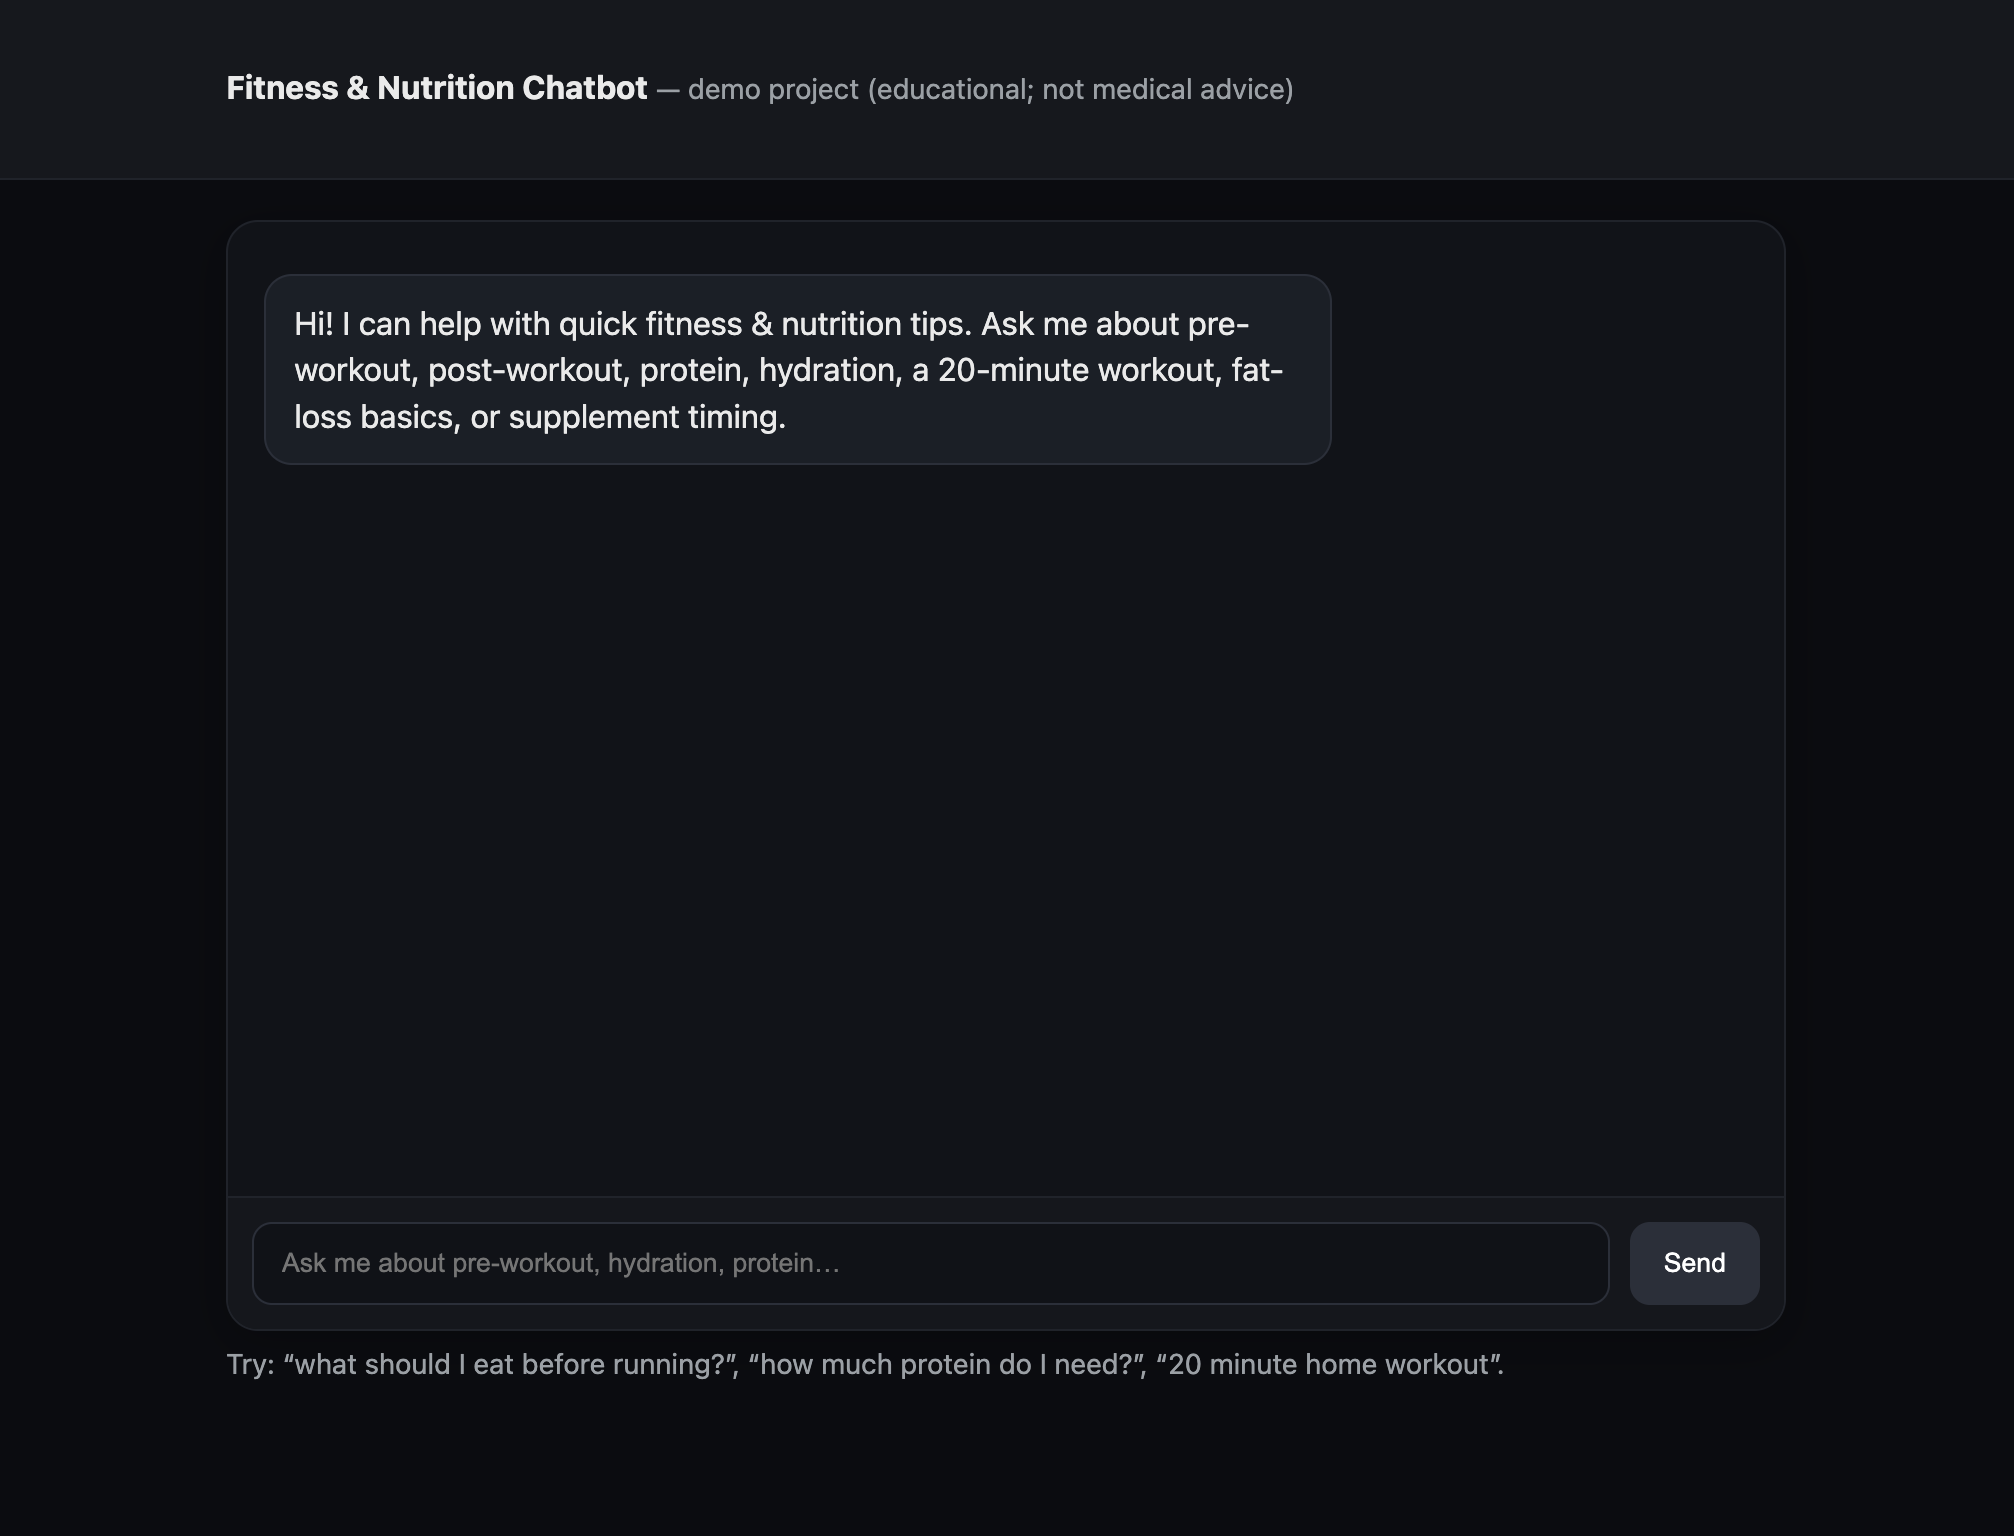 Fitness & Nutrition Chatbot — demo project (educational; not medical advice)
Hi! I can help with quick fitness & nutrition tips. Ask me about pre-
workout, post-workout, protein, hydration, a 20-minute workout, fat-
loss basics, or supplement timing.
Ask me about pre-workout, hydration, protein…
Send
Try: “what should I eat before running?”, “how much protein do I need?”, “20 minute home workout”.